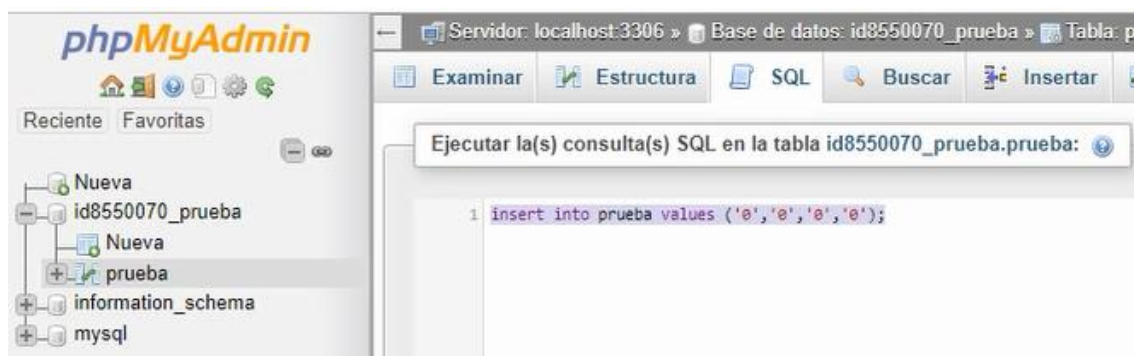 phpMyAdmin
Reciente Favoritas
Nueva
id8550070_prueba
Nueva
prueba
information_schema
mysql
Servidor: localhost:3306 » Base de datos: id8550070_prueba » Tabla: p
Examinar Estructura SQL Buscar Insertar
Ejecutar la(s) consulta(s) SQL en la tabla id8550070_prueba.prueba:
1 insert into prueba values ('0','0','0','0');